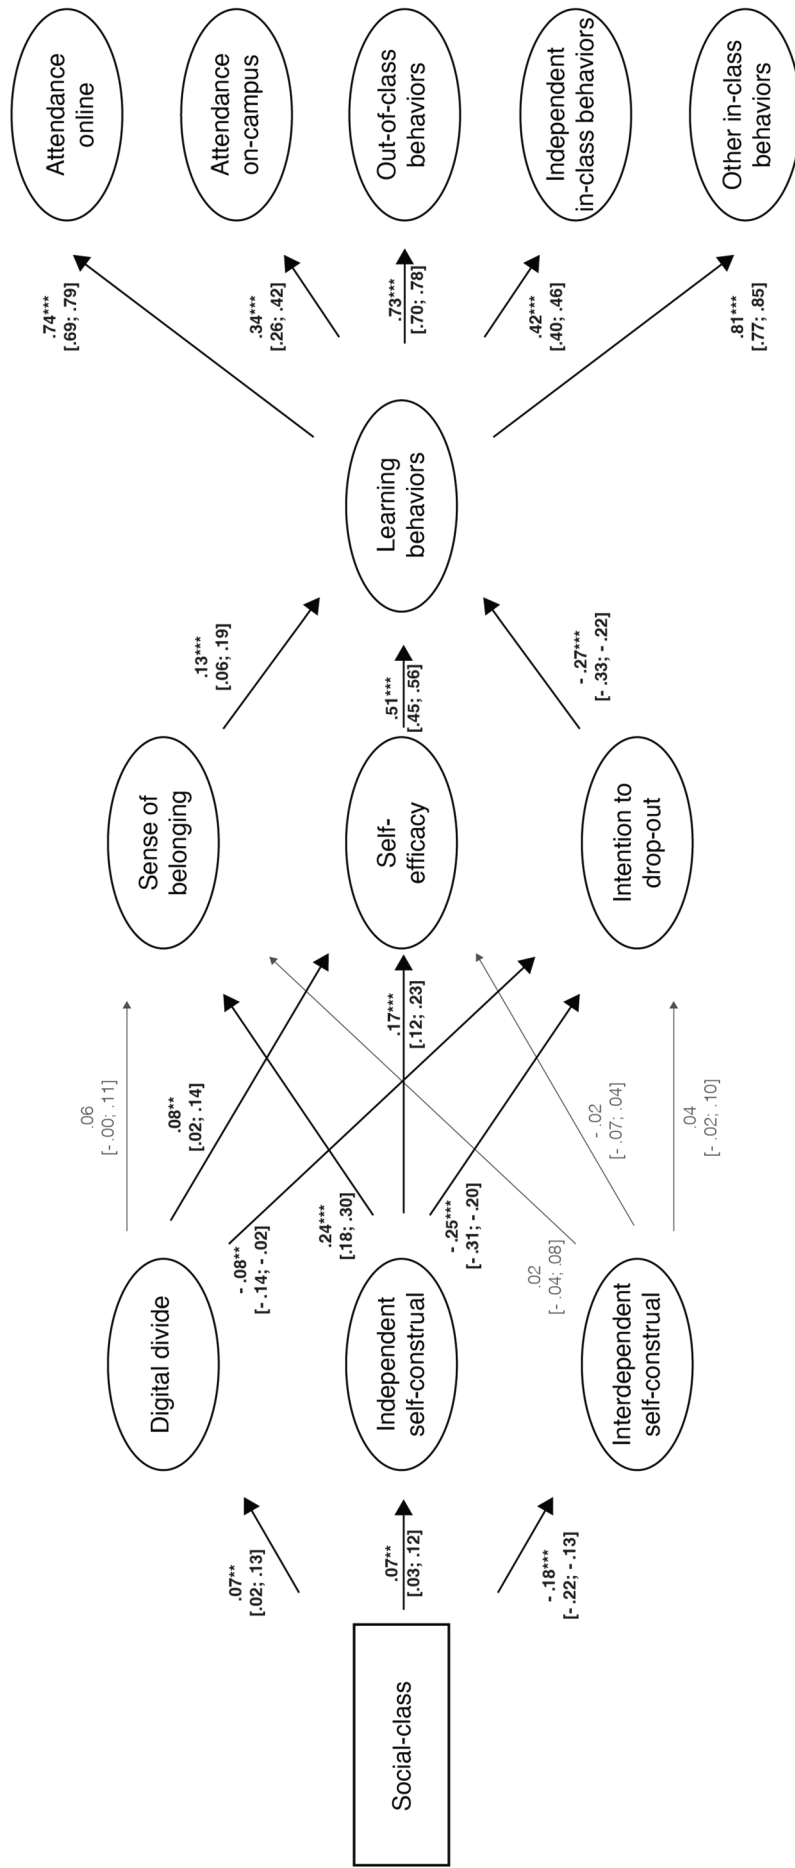 Social-class
.07**
[.02; .13]
.07**
[.03; .12]
- .18***
[- .22; - .13]
Digital divide
Independent
self-construal
Interdependent
self-construal
.06
[- .00; .11]
.08**
[.02; .14]
- .08**
[- .14; - .02]
.24***
[.18; .30]
.17***
[.12; .23]
- .25***
[- .31; - .20]
.02
[- .04; .08]
- .02
[- .07; .04]
.04
[- .02; .10]
Sense of
belonging
Self-
efficacy
Intention to
drop-out
.13***
[.06; .19]
.51***
[.45; .56]
- .27***
[- .33; - .22]
Learning
behaviors
.74***
[.69; .79]
.34***
[.26; .42]
.73***
[.70; .78]
.42***
[.40; .46]
.81***
[.77; .85]
Attendance
online
Attendance
on-campus
Out-of-class
behaviors
Independent
in-class behaviors
Other in-class
behaviors